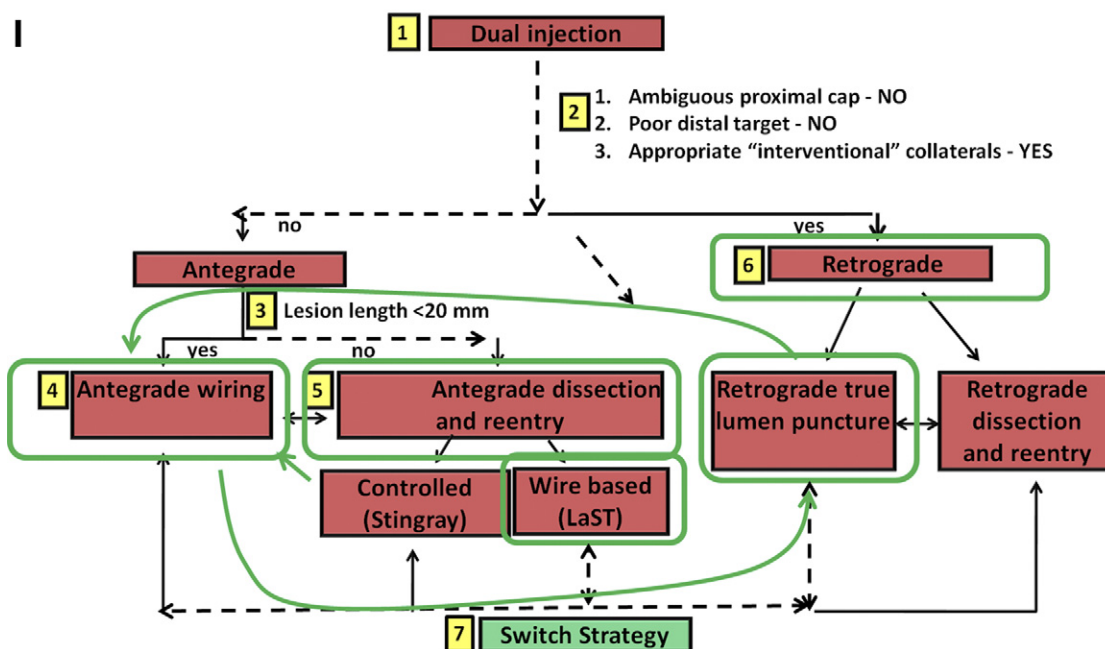 I
1 Dual injection
2
1. Ambiguous proximal cap - NO
2. Poor distal target - NO
3. Appropriate “interventional” collaterals - YES
no
yes
Antegrade
6 Retrograde
3 Lesion length <20 mm
yes
no
4 Antegrade wiring
5 Antegrade dissection
and reentry
Retrograde true
lumen puncture
Retrograde
dissection
and reentry
Controlled
(Stingray)
Wire based
(LaST)
7 Switch Strategy